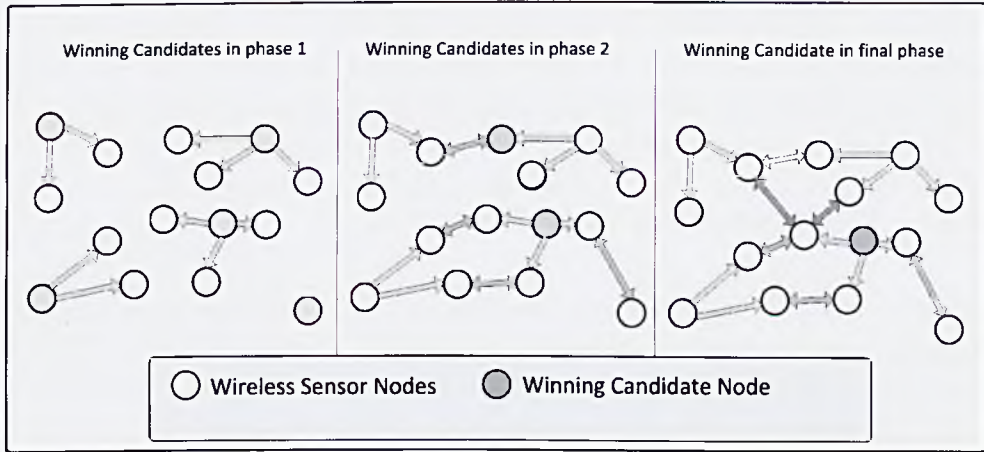 Winning Candidates in phase 1
Winning Candidates in phase 2
Winning Candidate in final phase
Wireless Sensor Nodes
Winning Candidate Node